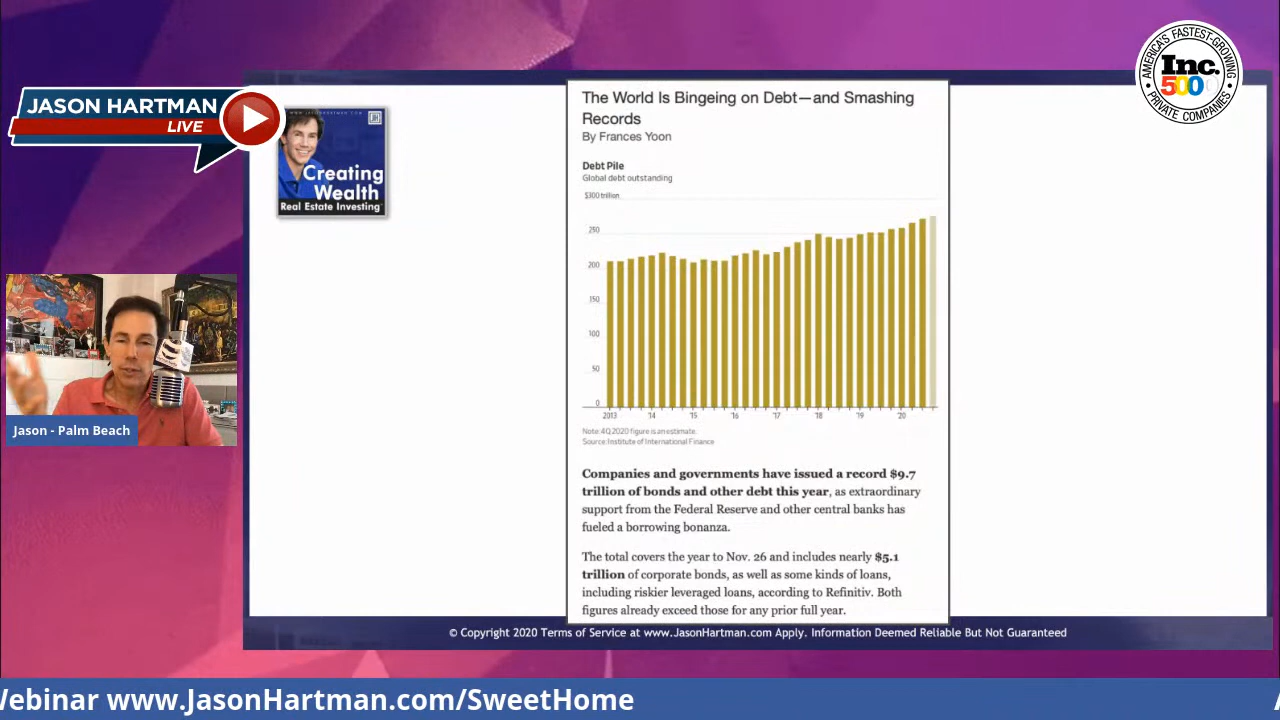 AMERICA'S FASTEST-GROWING
Inc.
500
PRIVATE COMPANIES
JASON HARTMAN
LIVE
WWW.JASONHARTMAN.COM
Creating
Wealth
Real Estate Investing
The World Is Bingeing on Debt—and Smashing
Records
By Frances Yoon
Debt Pile
Global debt outstanding
$300 trillion
250
200
150
100
50
0
2013 '14 '15 '16 '17 '18 '19 '20
Note: 4Q 2020 figure is an estimate.
Source: Institute of International Finance
Companies and governments have issued a record $9.7
trillion of bonds and other debt this year, as extraordinary
support from the Federal Reserve and other central banks has
fueled a borrowing bonanza.
The total covers the year to Nov. 26 and includes nearly $5.1
trillion of corporate bonds, as well as some kinds of loans,
including riskier leveraged loans, according to Refinitiv. Both
figures already exceed those for any prior full year.
Jason - Palm Beach
© Copyright 2020 Terms of Service at www.JasonHartman.com Apply. Information Deemed Reliable But Not Guaranteed
Webinar www.JasonHartman.com/SweetHome